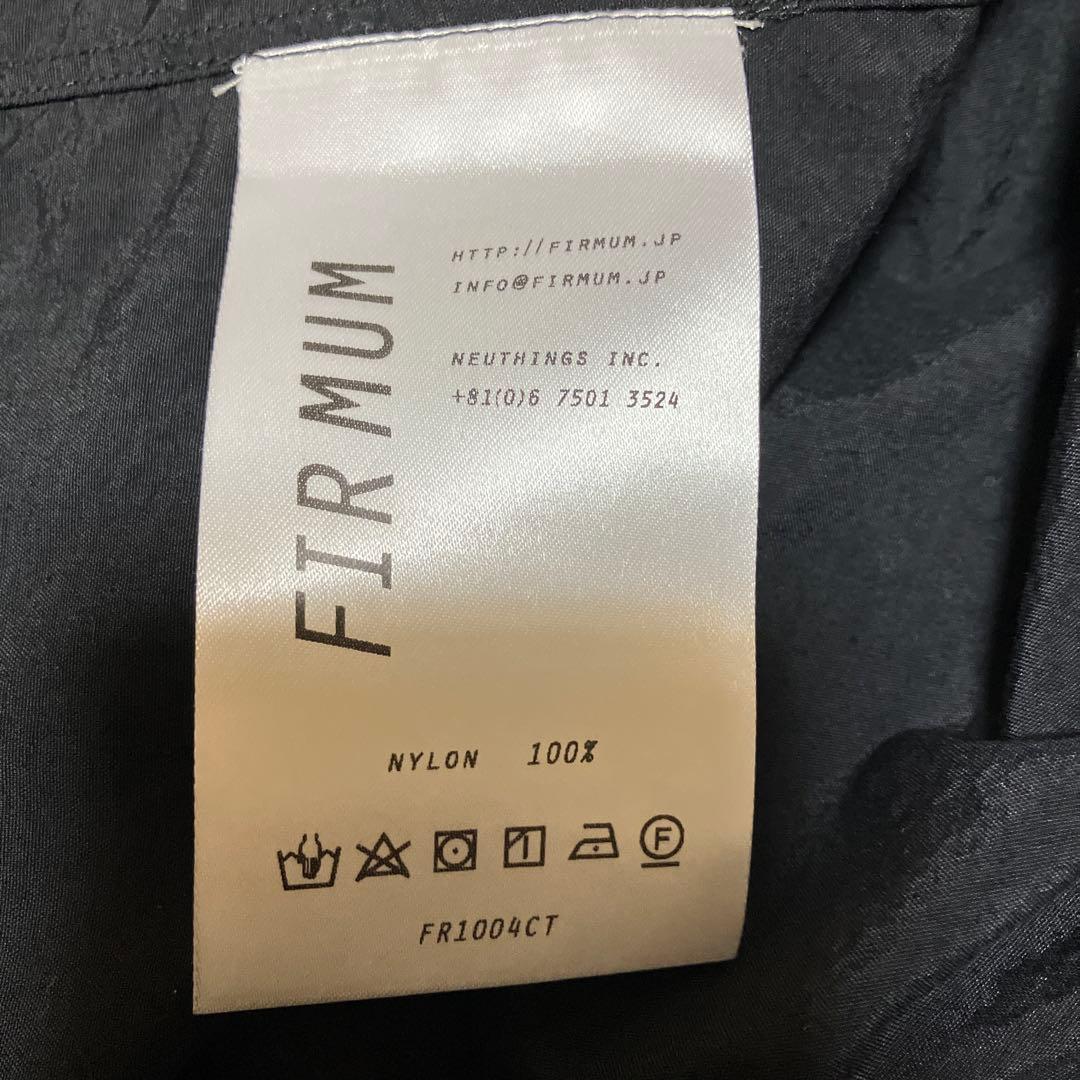 FIRMUM
HTTP://FIRMUM.JP
INFO@FIRMUM.JP
NEUTHINGS INC.
+81(0)6 7501 3524
NYLON 100%
F
FR1004CT